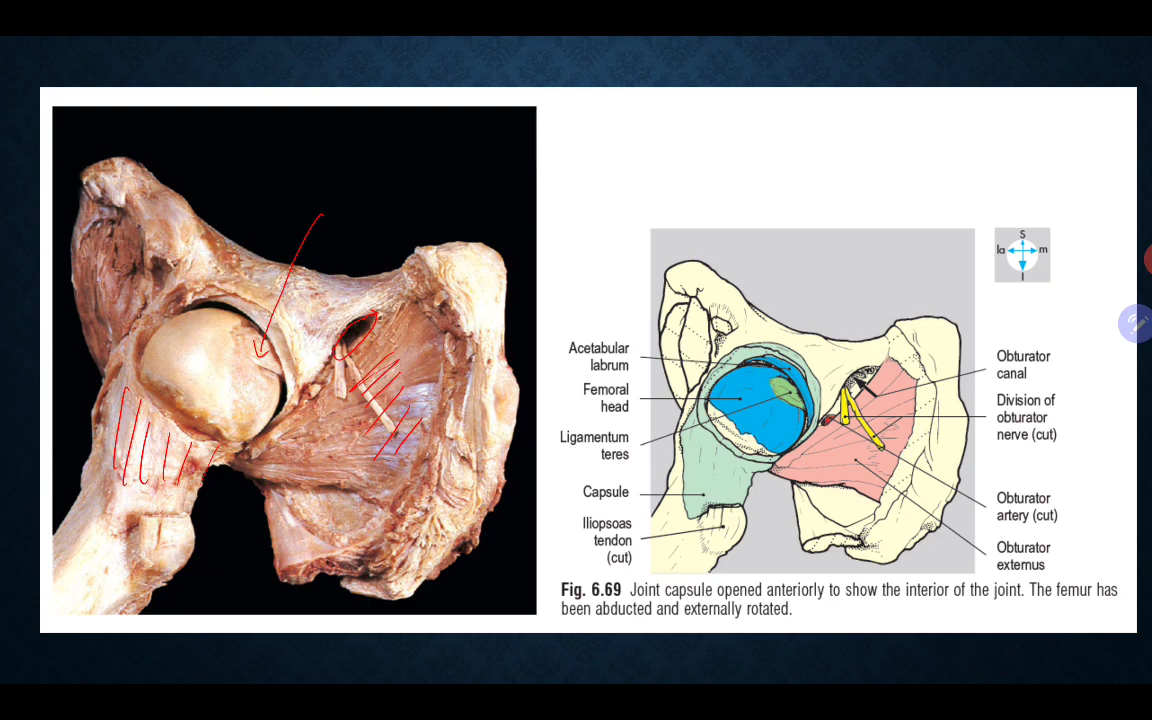 S
la
m
I
Acetabular
labrum
Femoral
head
Ligamentum
teres
Capsule
Iliopsoas
tendon
(cut)
Obturator
canal
Division of
obturator
nerve (cut)
Obturator
artery (cut)
Obturator
externus
Fig. 6.69 Joint capsule opened anteriorly to show the interior of the joint. The femur has
been abducted and externally rotated.